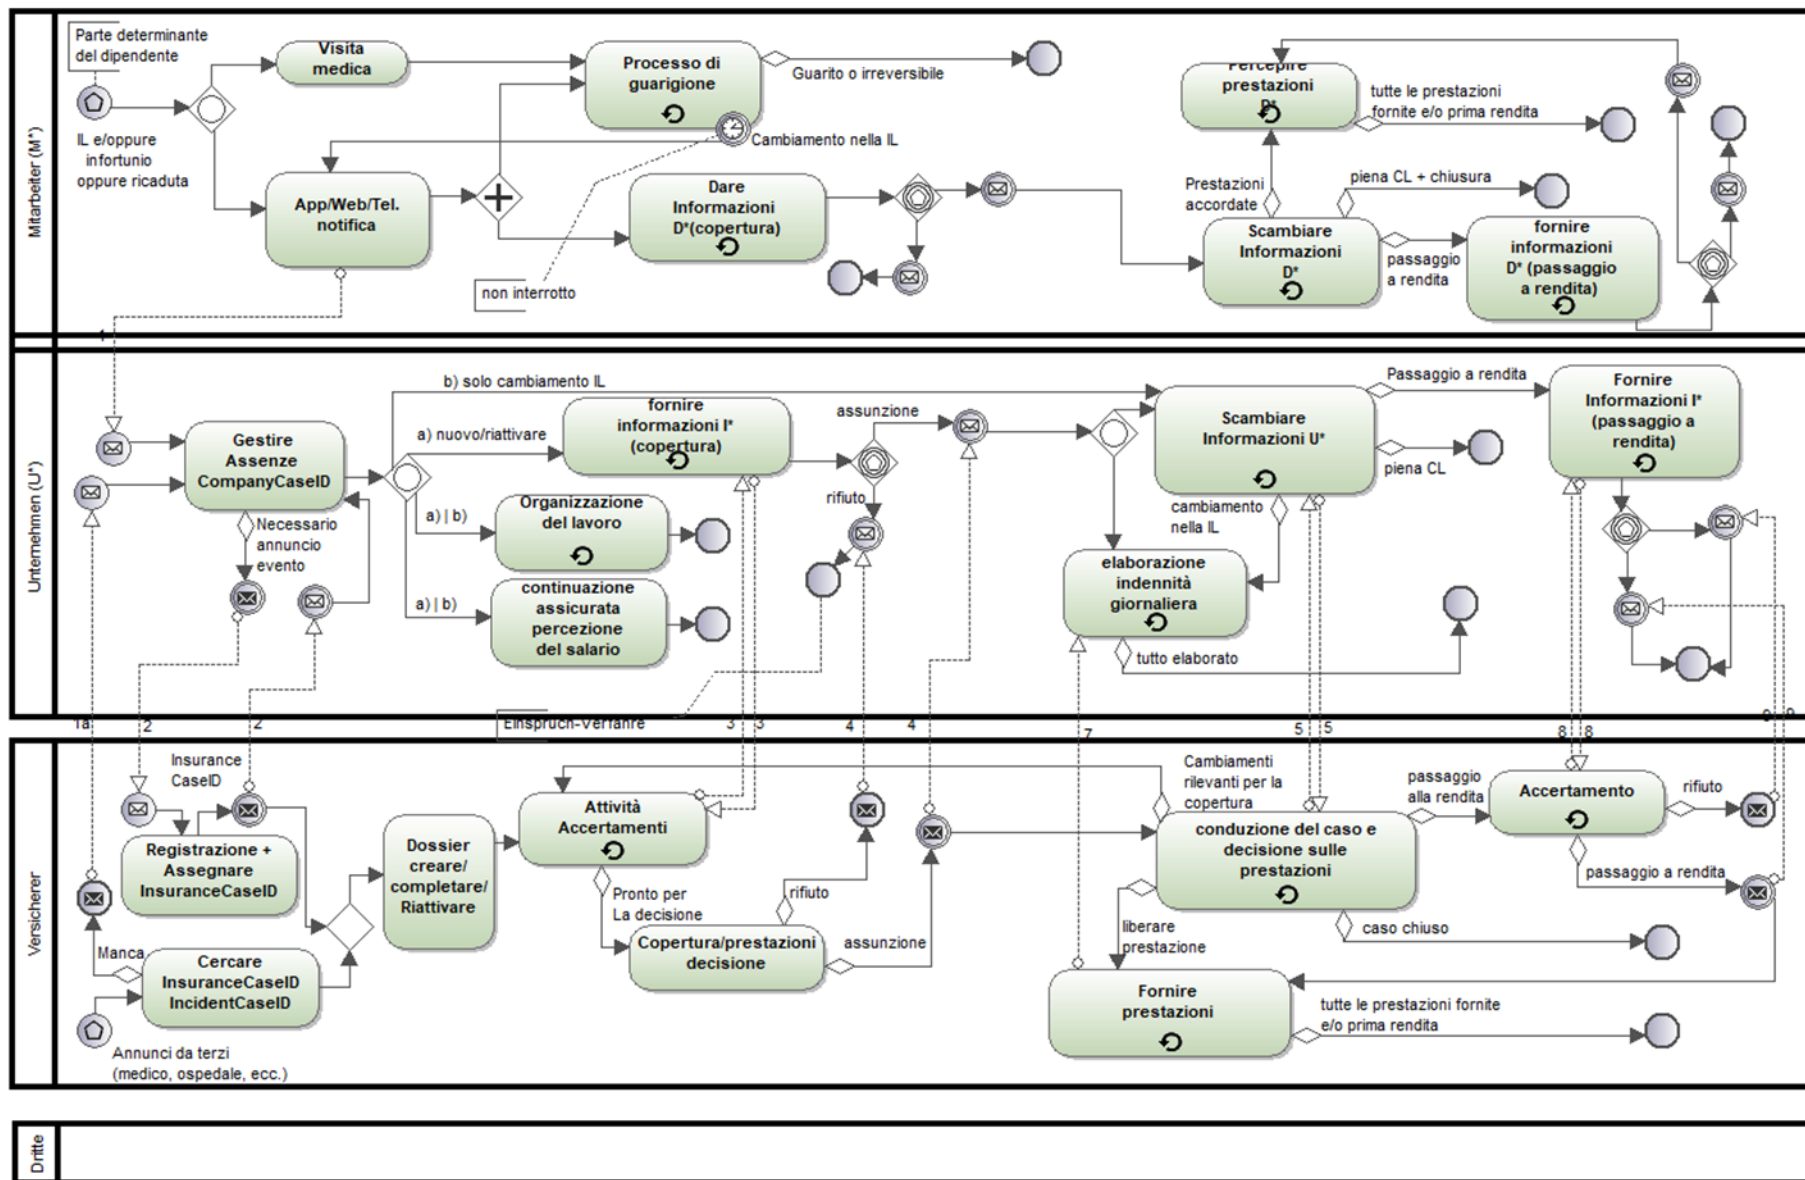 Mitarbeiter (M*)
Parte determinante
del dipendente
IL e/oppure
infortunio
oppure ricaduta
Visita
medica
App/Web/Tel.
notifica
Processo di
guarigione
Guarito o irreversibile
Cambiamento nella IL
non interrotto
Dare
Informazioni
D*(copertura)
Percepire
prestazioni
D*
tutte le prestazioni
fornite e/o prima rendita
Prestazioni
accordate
piena CL + chiusura
Scambiare
Informazioni
D*
passaggio
a rendita
fornire
informazioni
D* (passaggio
a rendita)
1
Unternehmen (U*)
Gestire
Assenze
CompanyCaseID
Necessario
annuncio
evento
b) solo cambiamento IL
a) nuovo/riattivare
fornire
informazioni I*
(copertura)
a) | b)
Organizzazione
del lavoro
a) | b)
continuazione
assicurata
percezione
del salario
assunzione
rifiuto
Scambiare
Informazioni U*
Passaggio a rendita
piena CL
cambiamento
nella IL
elaborazione
indennità
giornaliera
tutto elaborato
Fornire
Informazioni I*
(passaggio a
rendita)
Einspruch-Verfahre
1a
2
2
3
3
4
4
7
5
5
8
8
9
9
Versicherer
Insurance
CaseID
Registrazione +
Assegnare
InsuranceCaseID
Manca
Cercare
InsuranceCaseID
IncidentCaseID
Annunci da terzi
(medico, ospedale, ecc.)
Dossier
creare/
completare/
Riattivare
Attività
Accertamenti
Pronto per
La decisione
rifiuto
Copertura/prestazioni
decisione
assunzione
Cambiamenti
rilevanti per la
copertura
conduzione del caso e
decisione sulle
prestazioni
passaggio
alla rendita
Accertamento
rifiuto
passaggio a rendita
caso chiuso
liberare
prestazione
Fornire
prestazioni
tutte le prestazioni fornite
e/o prima rendita
Dritte